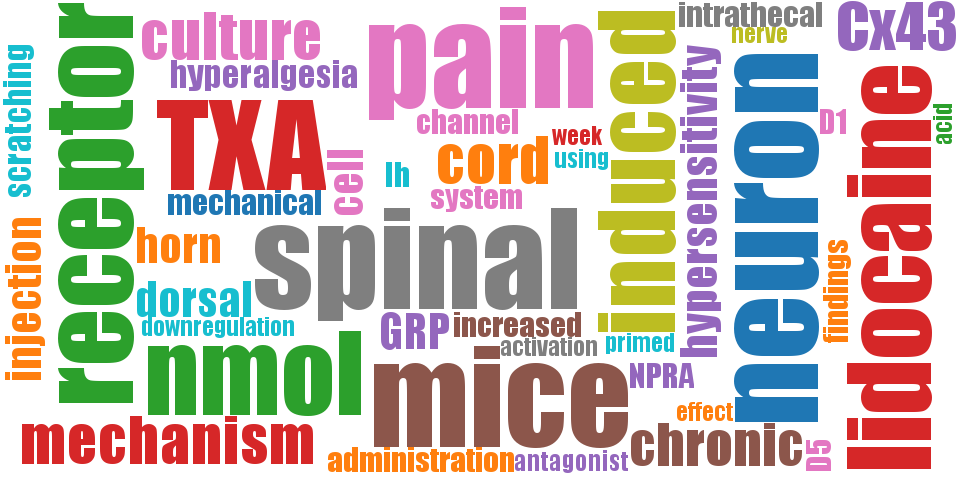 intrathecal
Cx43
culture
pain
nerve
hyperalgesia
scratching
receptor
TXA
channel
D1
acid
week
using
cord
cell
Ih
system
induced
hypersensitivity
neuron
lidocaine
mechanical
injection
horn
spinal
findings
dorsal
downregulation
GRP
increased
activation
primed
nmol
mice
NPRA
effect
mechanism
chronic
D5
administration
antagonist